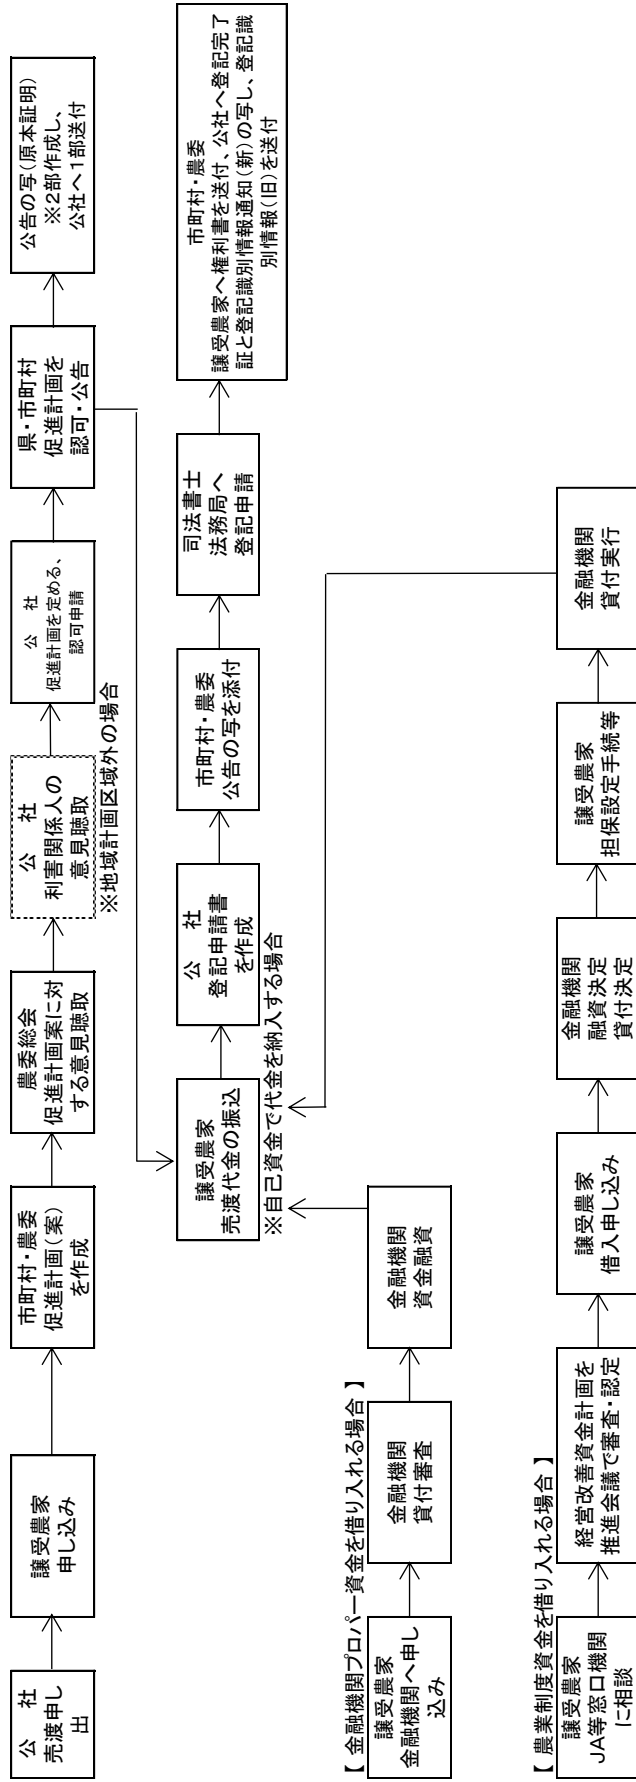 公　社
売渡申し
出
譲受農家
申し込み
市町村・農委
促進計画(案)
を作成
農委総会
促進計画案に対
する意見聴取
公　社
利害関係人の
意見聴取
※地域計画区域外の場合
公　社
促進計画を定める、
認可申請
県・市町村
促進計画を
認可・公告
公告の写(原本証明)
※2部作成し、
公社へ1部送付
譲受農家
売渡代金の振込
※自己資金で代金を納入する場合
公　社
登記申請書
を作成
市町村・農委
公告の写を添付
司法書士
法務局へ
登記申請
市町村・農委
譲受農家へ権利書を送付、公社へ登記完了
証と登記識別情報通知(新)の写し、登記識
別情報(旧)を送付
【 金融機関プロパー資金を借り入れる場合 】
譲受農家
金融機関へ申し
込み
金融機関
貸付審査
金融機関
資金融資
【 農業制度資金を借り入れる場合 】
譲受農家
JA等窓口機関
に相談
経営改善資金計画を
推進会議で審査・認定
譲受農家
借入申し込み
金融機関
融資決定
貸付決定
譲受農家
担保設定手続等
金融機関
貸付実行